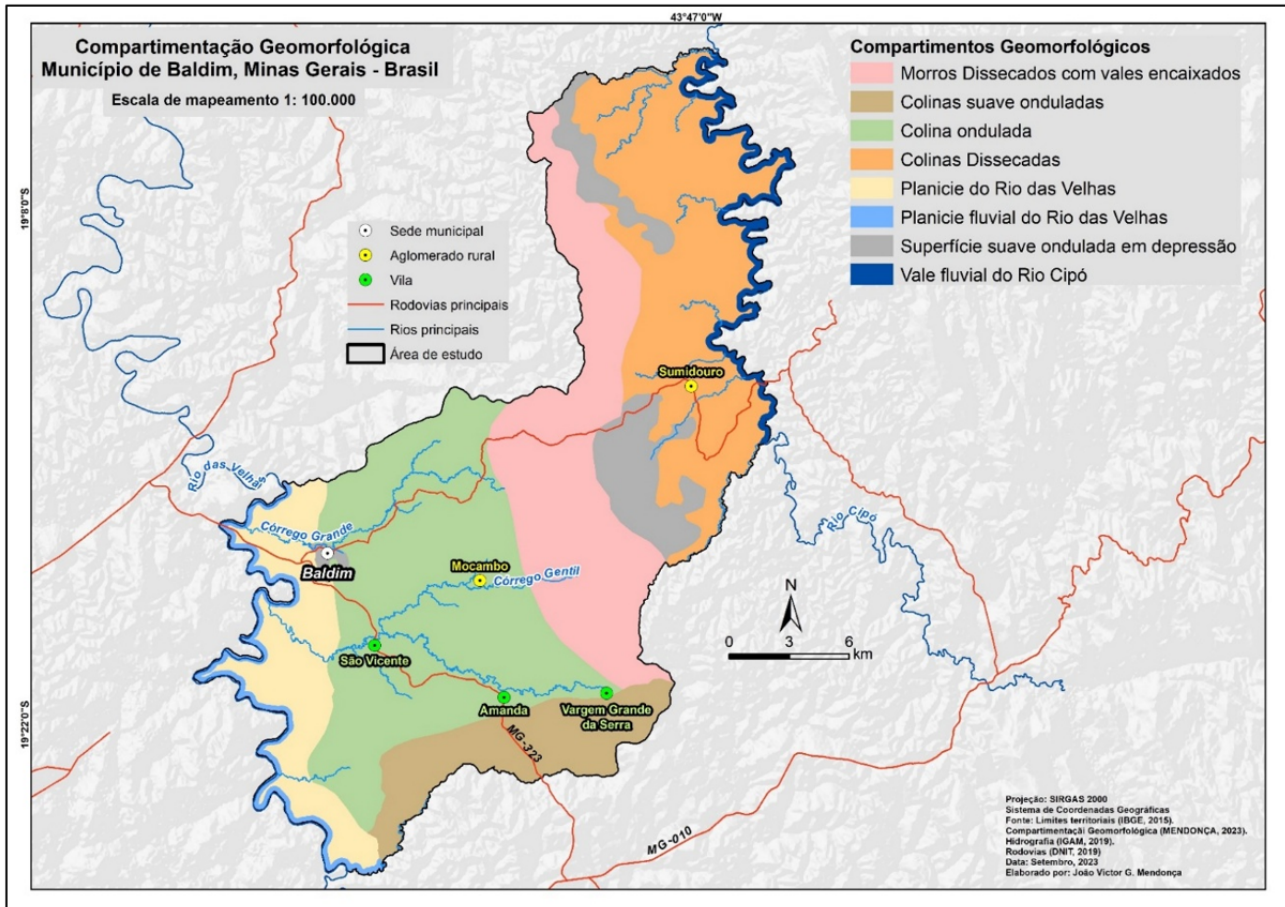 43°47'0"W
Compartimentação Geomorfológica
Município de Baldim, Minas Gerais - Brasil
Escala de mapeamento 1: 100.000
Compartimentos Geomorfológicos
Morros Dissecados com vales encaixados
Colinas suave onduladas
Colina ondulada
Colinas Dissecadas
Planicie do Rio das Velhas
Planicie fluvial do Rio das Velhas
Superfície suave ondulada em depressão
Vale fluvial do Rio Cipó
19°8'0"S
Sede municipal
Aglomerado rural
Vila
Rodovias principais
Rios principais
Área de estudo
Sumidouro
Rio das Velhas
Córrego Grande
Baldim
Mocambo
Córrego Gentil
Rio Cipó
N
0 3 6
km
São Vicente
Amanda
Vargem Grande
da Serra
19°22'0"S
MG-323
MG-010
Projeção: SIRGAS 2000
Sistema de Coordenadas Geográficas
Fonte: Limites territoriais (IBGE, 2015).
Compartimentaçãl Geomorfológica (MENDONÇA, 2023).
Hidrografia (IGAM, 2019).
Rodovias (DNIT, 2019)
Data: Setembro, 2023
Elaborado por: João Victor G. Mendonça